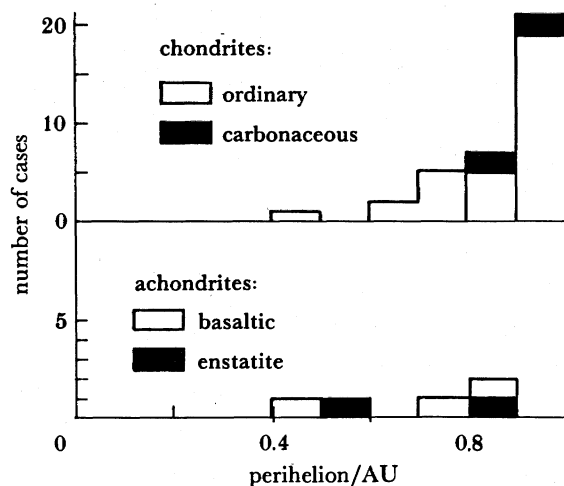 20
chondrites:
ordinary
carbonaceous
10
0
number of cases
achondrites:
5
basaltic
enstatite
0 0.4 0.8
perihelion/AU